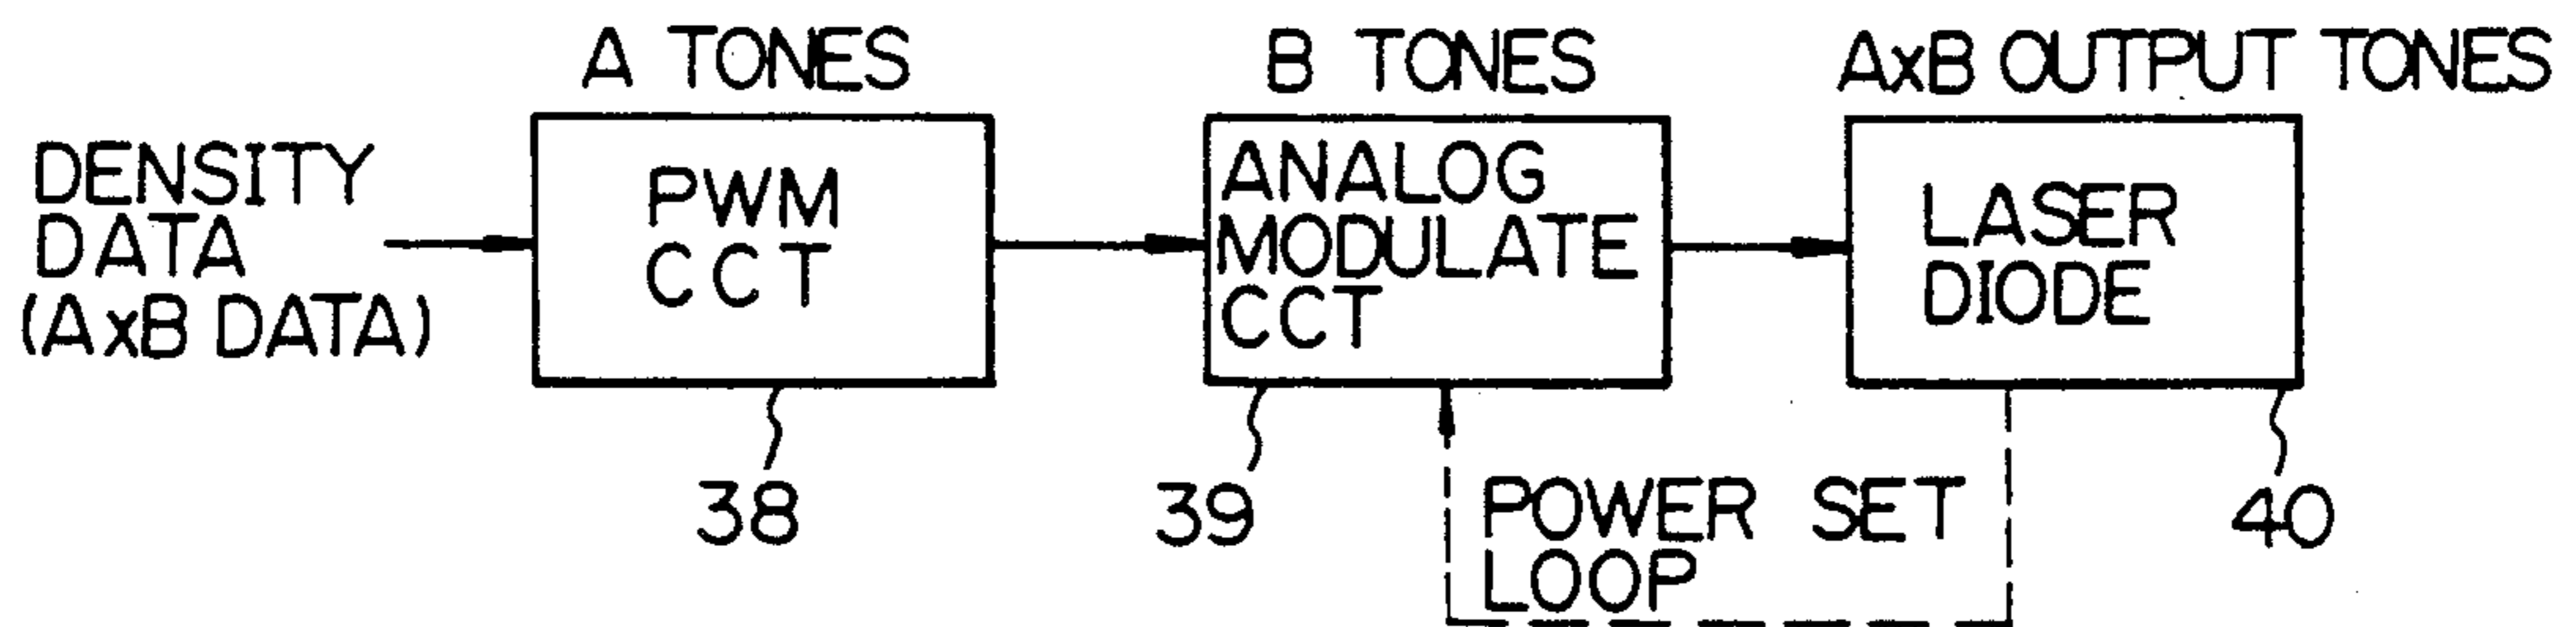 A TONES
B TONES
AxB OUTPUT TONES
DENSITY
DATA
(AxB DATA)
PWM
CCT
ANALOG
MODULATE
CCT
LASER
DIODE
38
39
POWER SET
LOOP
40